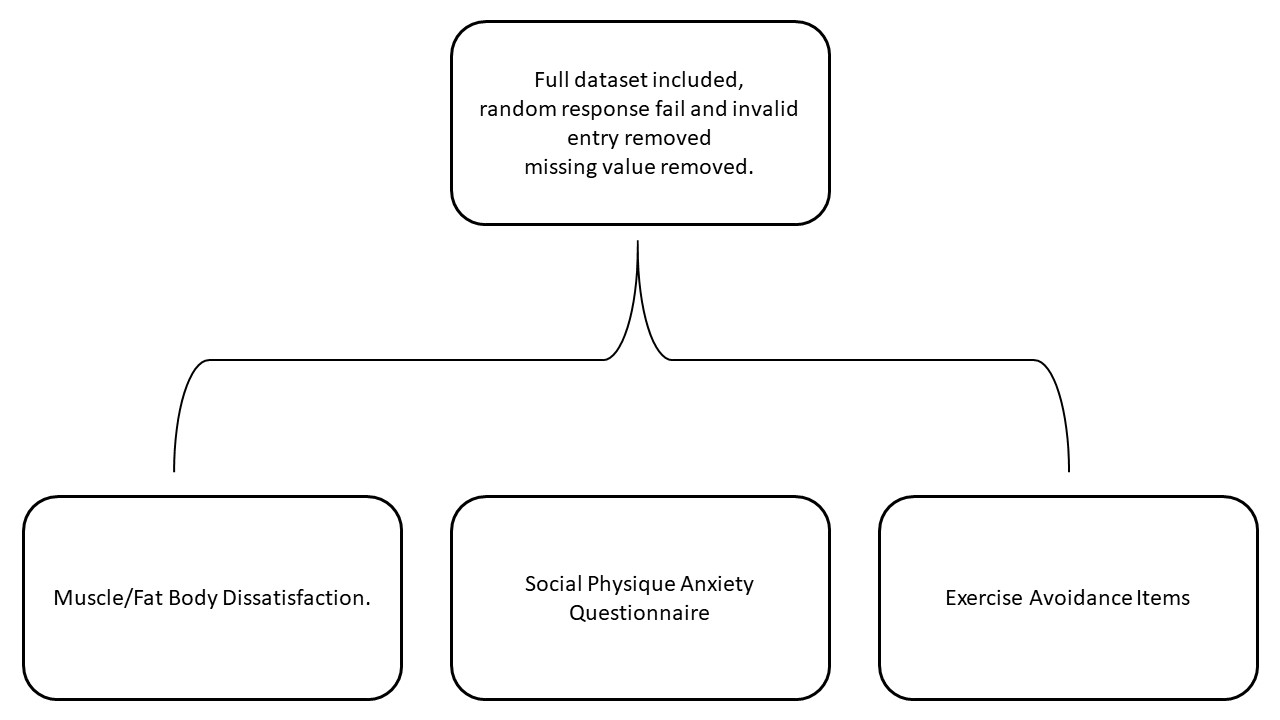 Full dataset included,
random response fail and invalid
entry removed
missing value removed.
Muscle/Fat Body Dissatisfaction.
Social Physique Anxiety
Questionnaire
Exercise Avoidance Items